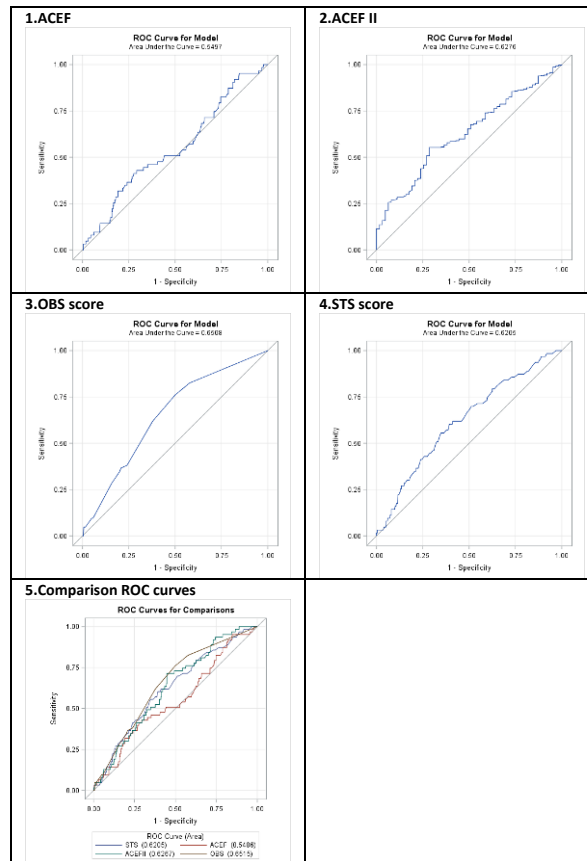 1.ACEF
ROC Curve for Model
Area Under the Curve = 0.5497
1.00
0.75
0.50
0.25
0.00
Sensitivity
0.00 0.25 0.50 0.75 1.00
1 - Specificity
2.ACEF II
ROC Curve for Model
Area Under the Curve = 0.6276
1.00
0.75
0.50
0.25
0.00
Sensitivity
0.00 0.25 0.50 0.75 1.00
1 - Specificity
3.OBS score
ROC Curve for Model
Area Under the Curve = 0.6508
1.00
0.75
0.50
0.25
0.00
Sensitivity
0.00 0.25 0.50 0.75 1.00
1 - Specificity
4.STS score
ROC Curve for Model
Area Under the Curve = 0.6205
1.00
0.75
0.50
0.25
0.00
Sensitivity
0.00 0.25 0.50 0.75 1.00
1 - Specificity
5.Comparison ROC curves
ROC Curves for Comparisons
1.00
0.75
0.50
0.25
0.00
Sensitivity
0.00 0.25 0.50 0.75 1.00
1 - Specificity
ROC Curve (Area)
STS (0.6205) ACEF (0.5486)
ACEFII (0.6267) OBS (0.6515)